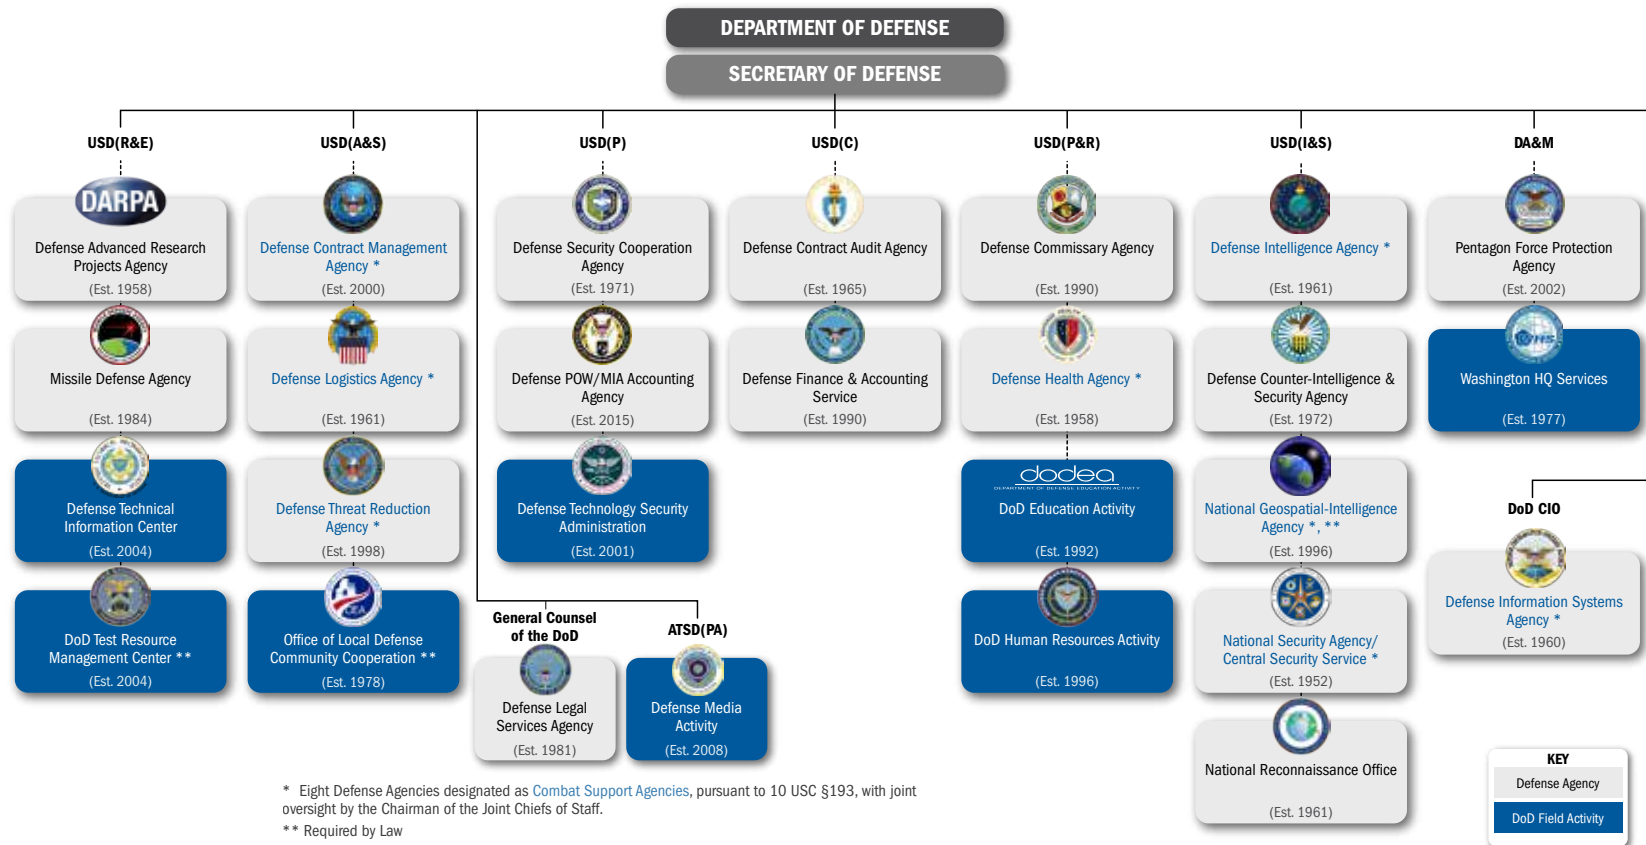 DEPARTMENT OF DEFENSE
SECRETARY OF DEFENSE
USD(R&E)
DARPA
Defense Advanced Research
Projects Agency
(Est. 1958)
Missile Defense Agency
(Est. 1984)
Defense Technical
Information Center
(Est. 2004)
DoD Test Resource
Management Center **
(Est. 2004)
USD(A&S)
Defense Contract Management
Agency *
(Est. 2000)
Defense Logistics Agency *
(Est. 1961)
Defense Threat Reduction
Agency *
(Est. 1998)
Office of Local Defense
Community Cooperation **
(Est. 1978)
USD(P)
Defense Security Cooperation
Agency
(Est. 1971)
Defense POW/MIA Accounting
Agency
(Est. 2015)
Defense Technology Security
Administration
(Est. 2001)
General Counsel
of the DoD
Defense Legal
Services Agency
(Est. 1981)
ATSD(PA)
Defense Media
Activity
(Est. 2008)
USD(C)
Defense Contract Audit Agency
(Est. 1965)
Defense Finance & Accounting
Service
(Est. 1990)
USD(P&R)
Defense Commissary Agency
(Est. 1990)
Defense Health Agency *
(Est. 1958)
dodea
DEPARTMENT OF DEFENSE EDUCATION ACTIVITY
DoD Education Activity
(Est. 1992)
DoD Human Resources Activity
(Est. 1996)
USD(I&S)
Defense Intelligence Agency *
(Est. 1961)
Defense Counter-Intelligence &
Security Agency
(Est. 1972)
National Geospatial-Intelligence
Agency *, **
(Est. 1996)
National Security Agency/
Central Security Service *
(Est. 1952)
National Reconnaissance Office
(Est. 1961)
DA&M
Pentagon Force Protection
Agency
(Est. 2002)
WHS
Washington HQ Services
(Est. 1977)
DoD CIO
Defense Information Systems
Agency *
(Est. 1960)
* Eight Defense Agencies designated as Combat Support Agencies, pursuant to 10 USC §193, with joint
oversight by the Chairman of the Joint Chiefs of Staff.
** Required by Law
KEY
Defense Agency
DoD Field Activity